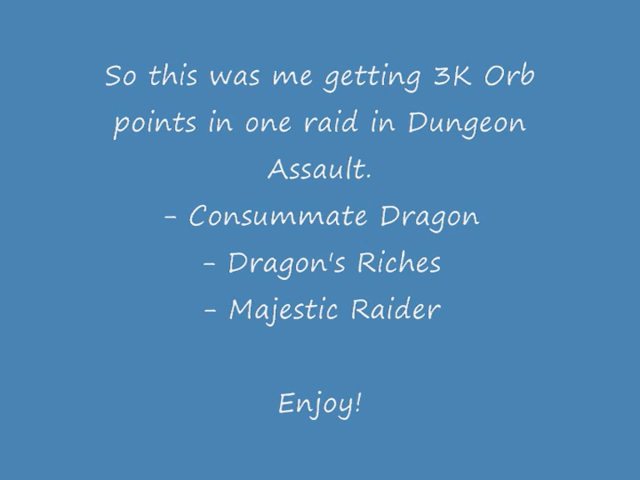 So this was me getting 3K Orb
points in one raid in Dungeon
Assault.
- Consummate Dragon
- Dragon's Riches
- Majestic Raider
Enjoy!